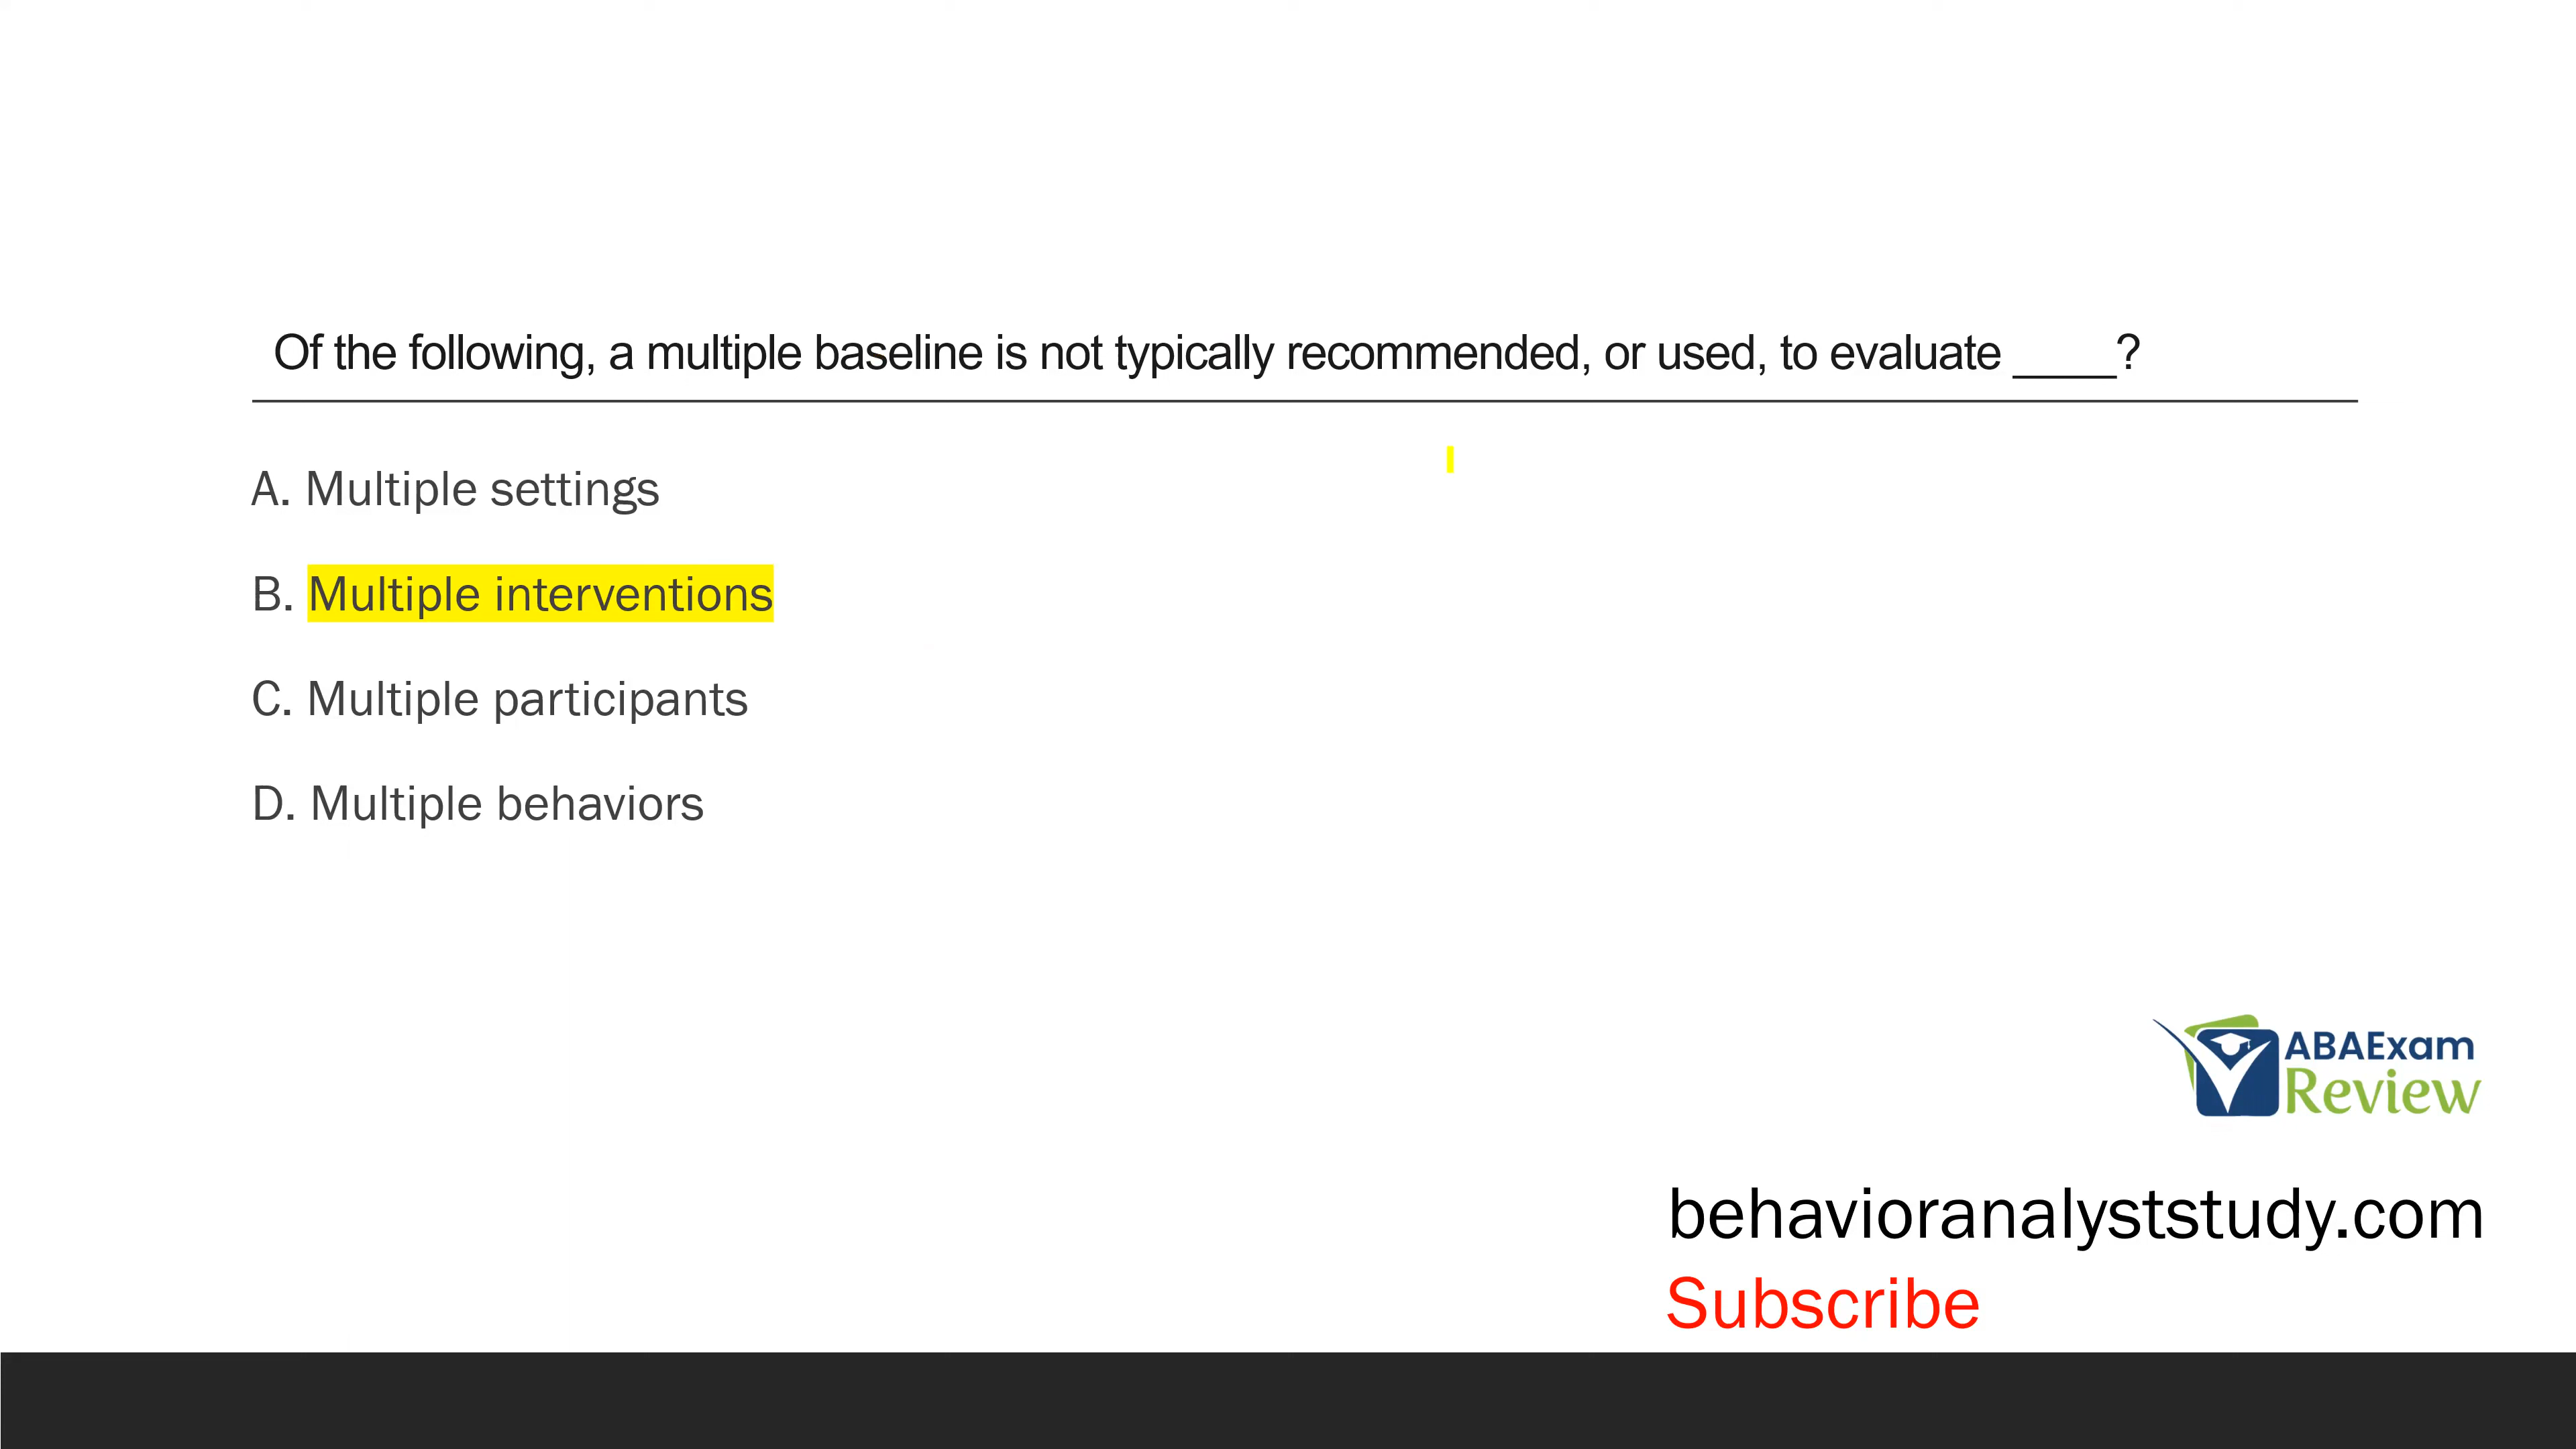 Of the following, a multiple baseline is not typically recommended, or used, to evaluate ____?
A. Multiple settings
B. Multiple interventions
C. Multiple participants
D. Multiple behaviors
ABAExam
Review
behavioranalyststudy.com
Subscribe